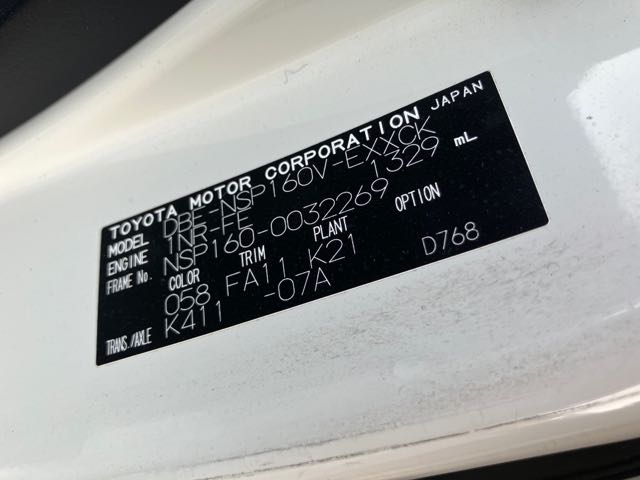 TOYOTA MOTOR CORPORATION JAPAN
MODEL DBE-NSP160V-EXXCK
ENGINE 1NR-FE 1329 mL
FRAME No. NSP160-0032269
COLOR TRIM PLANT OPTION
058 FA11 K21 D768
TRANS./AXLE K411 -07A